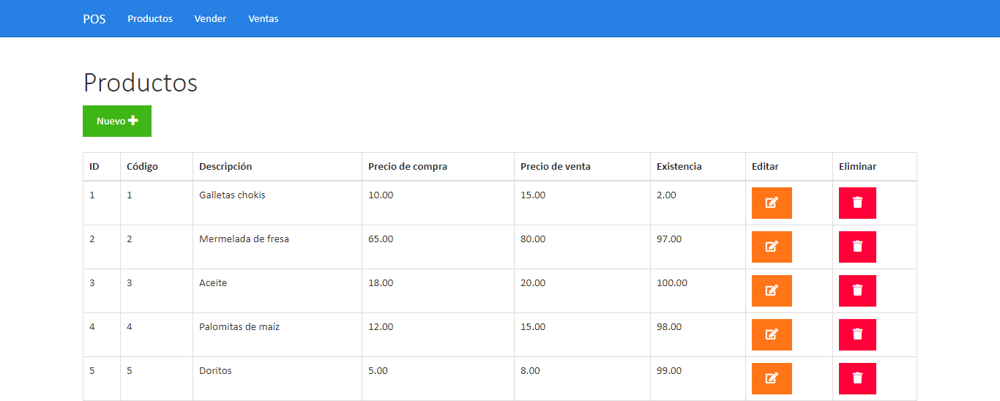 POS Productos Vender Ventas
Productos
Nuevo
ID Código Descripción Precio de compra Precio de venta Existencia Editar Eliminar
1 1 Galletas chokis 10.00 15.00 2.00
2 2 Mermelada de fresa 65.00 80.00 97.00
3 3 Aceite 18.00 20.00 100.00
4 4 Palomitas de maíz 12.00 15.00 98.00
5 5 Doritos 5.00 8.00 99.00